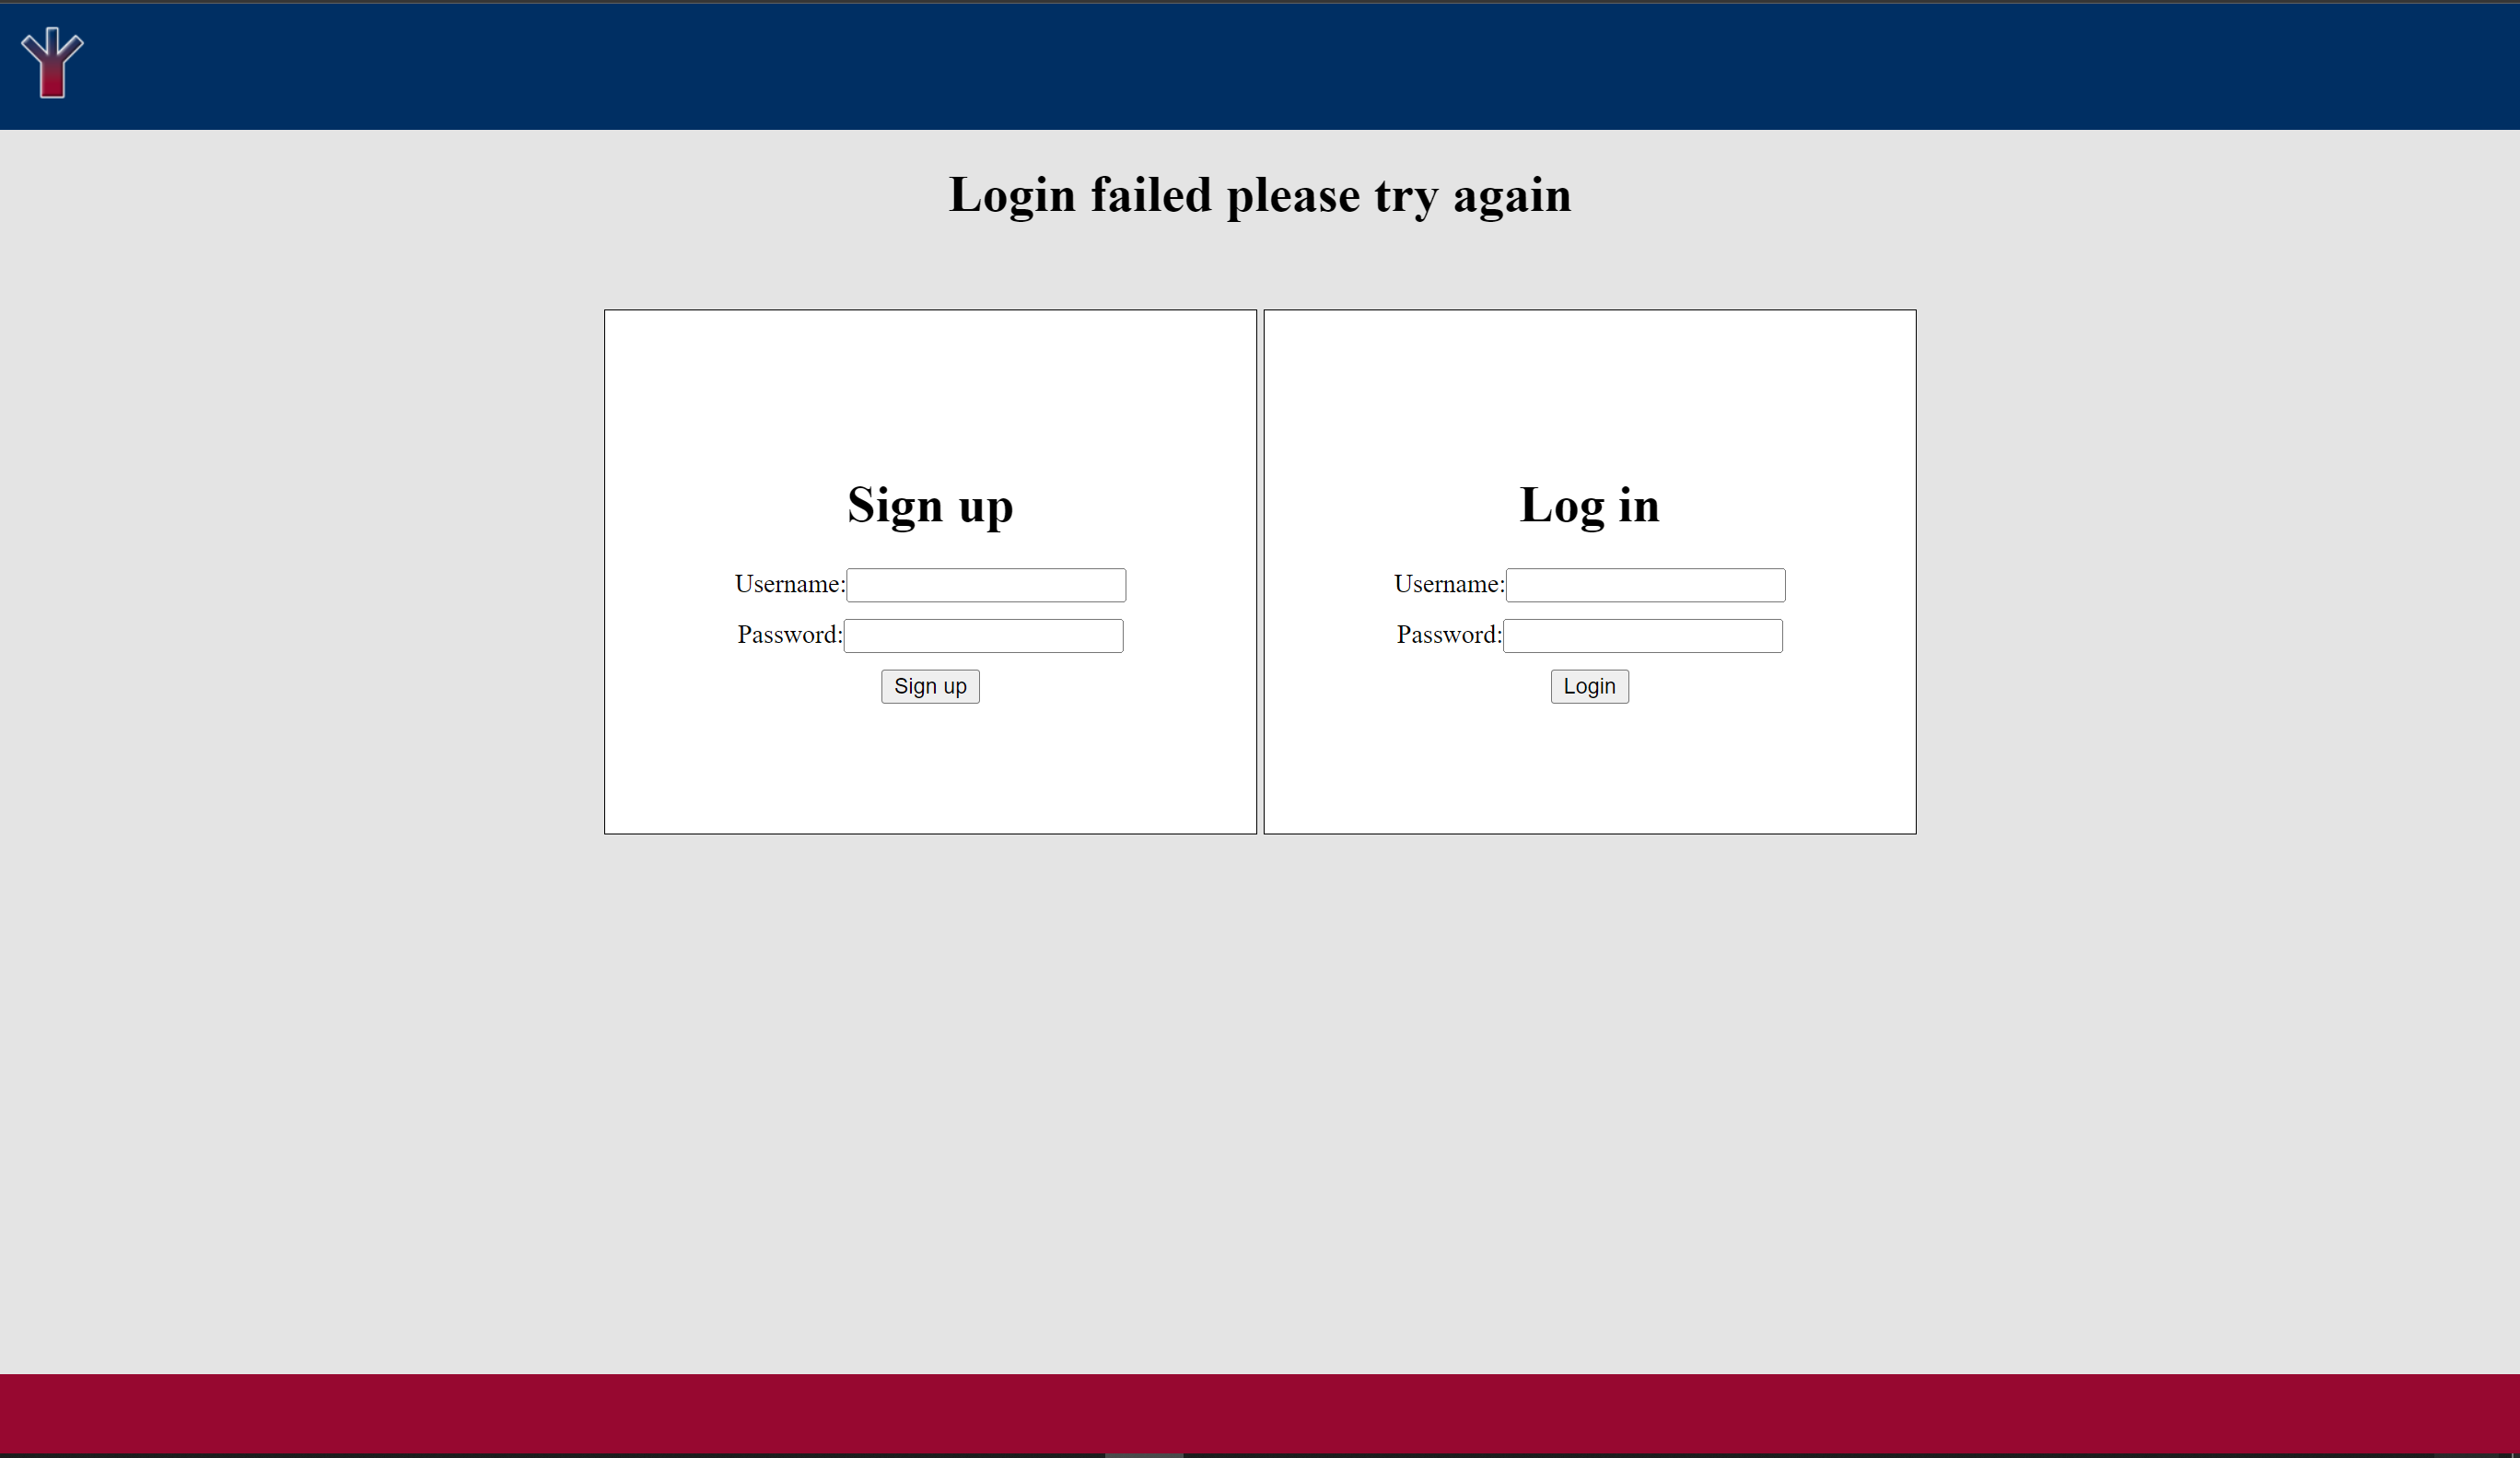 Login failed please try again
Sign up
Username:
Password:
Sign up
Log in
Username:
Password:
Login